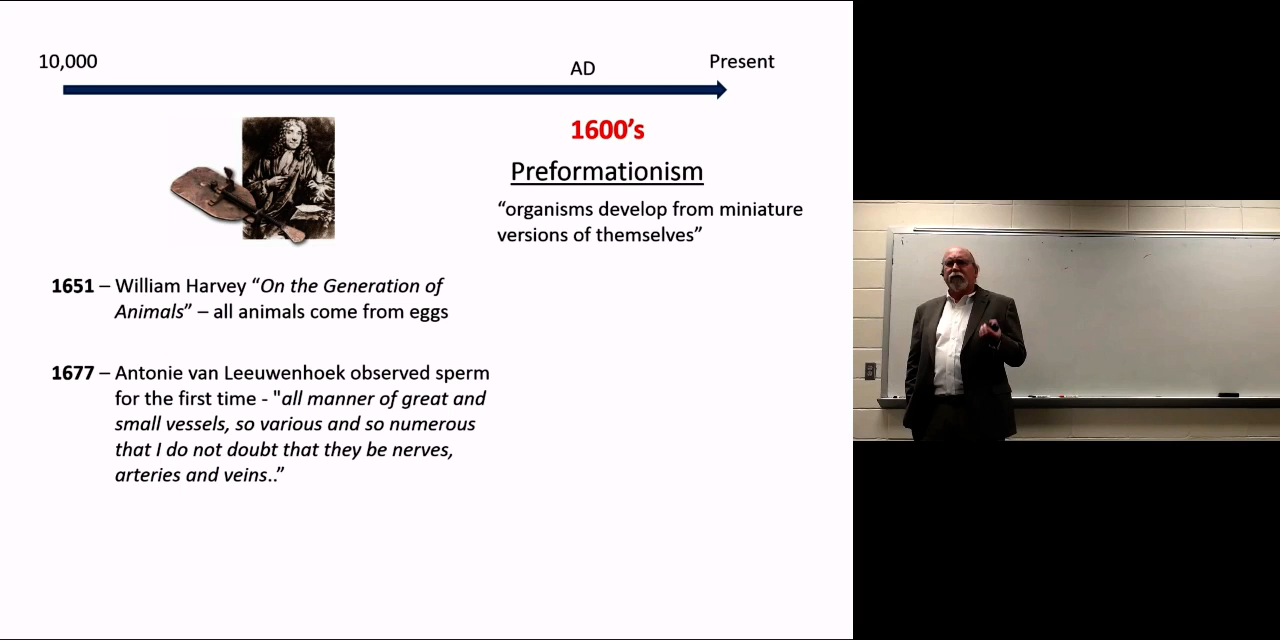 10,000
AD
Present
1600’s
Preformationism
“organisms develop from miniature
versions of themselves”
1651 – William Harvey “On the Generation of
Animals” – all animals come from eggs
1677 – Antonie van Leeuwenhoek observed sperm
for the first time - "all manner of great and
small vessels, so various and so numerous
that I do not doubt that they be nerves,
arteries and veins..”